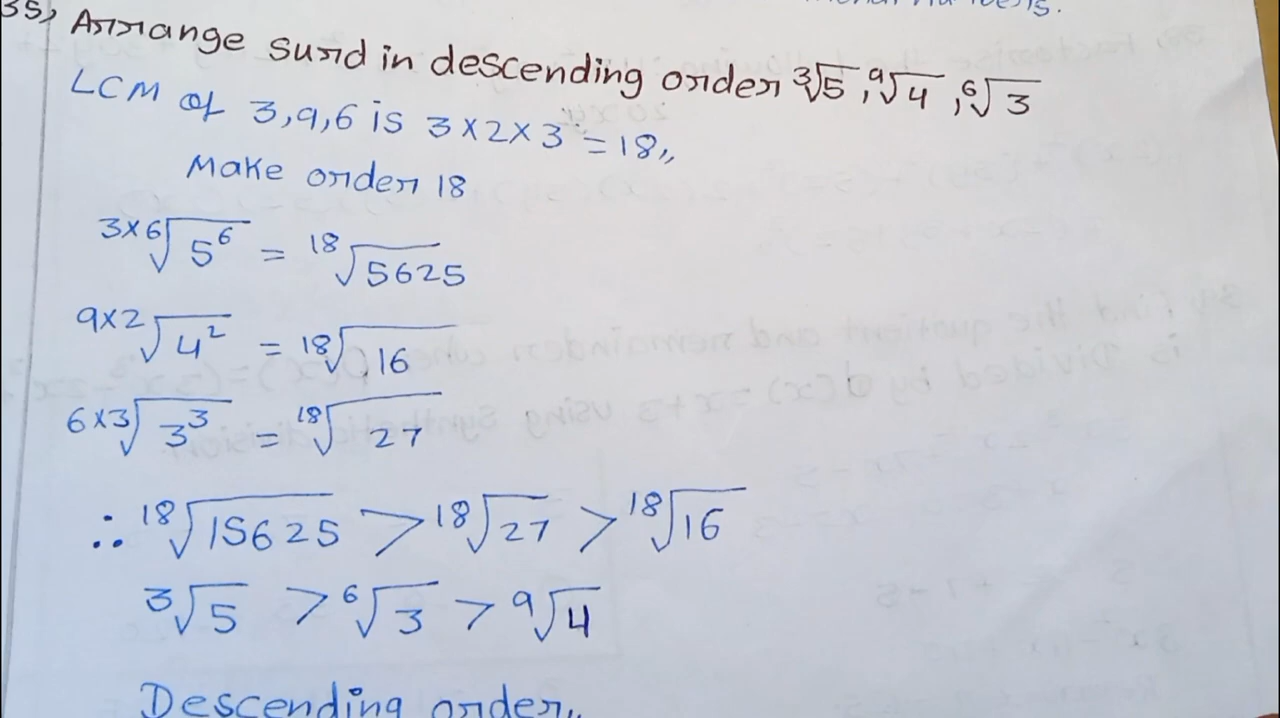 35) Arrange surd in descending order ³√5, ⁹√4, ⁶√3
LCM of 3,9,6 is 3×2×3 = 18,,
Make order 18
³ˣ⁶√5⁶ = ¹⁸√5625
⁹ˣ²√4² = ¹⁸√16
⁶ˣ³√3³ = ¹⁸√27
∴ ¹⁸√15625 > ¹⁸√27 > ¹⁸√16
³√5 > ⁶√3 > ⁹√4
Descending order,,